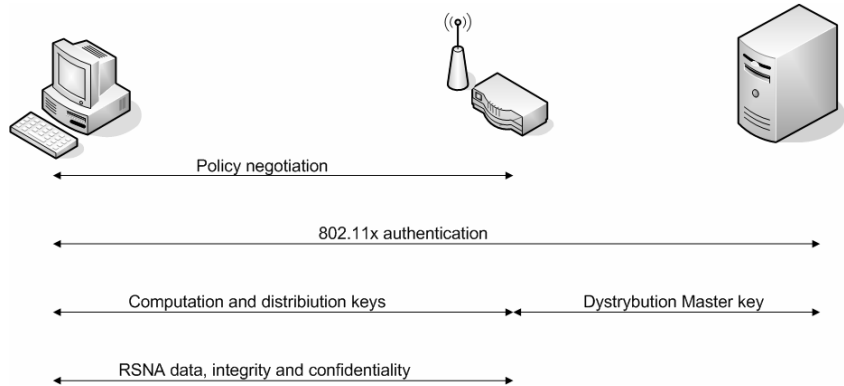 Policy negotiation
802.11x authentication
Computation and distribiution keys
Dystrybution Master key
RSNA data, integrity and confidentiality